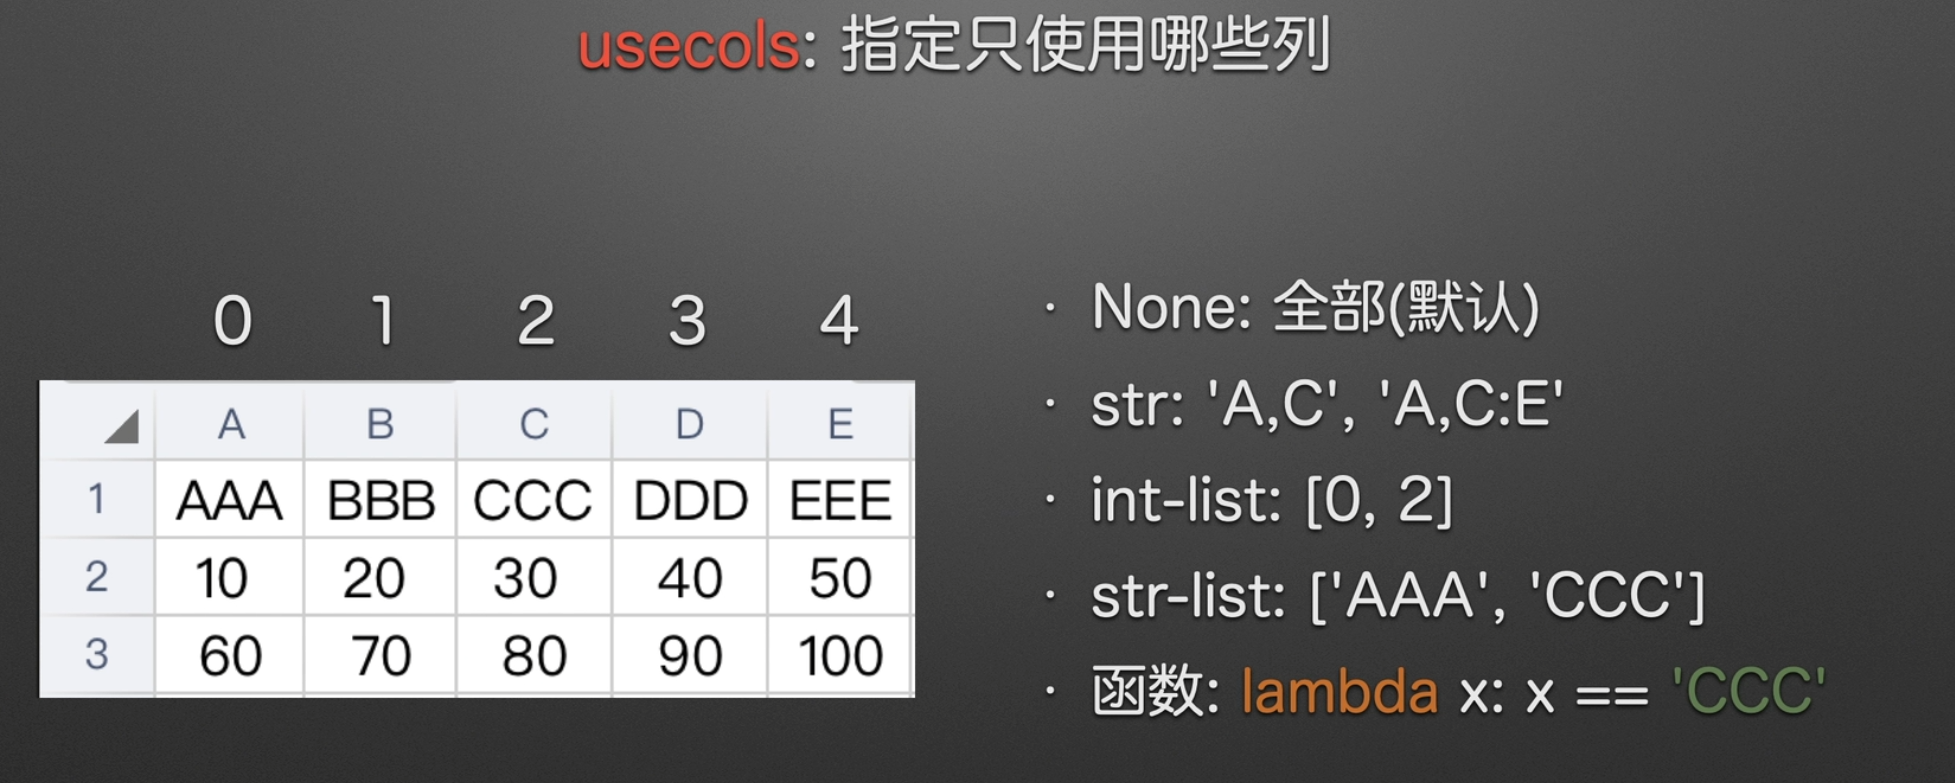 usecols: 指定只使用哪些列
0 1 2 3 4
A B C D E
1 AAA BBB CCC DDD EEE
2 10 20 30 40 50
3 60 70 80 90 100
· None: 全部(默认)
· str: 'A,C', 'A,C:E'
· int-list: [0, 2]
· str-list: ['AAA', 'CCC']
· 函数: lambda x: x == 'CCC'